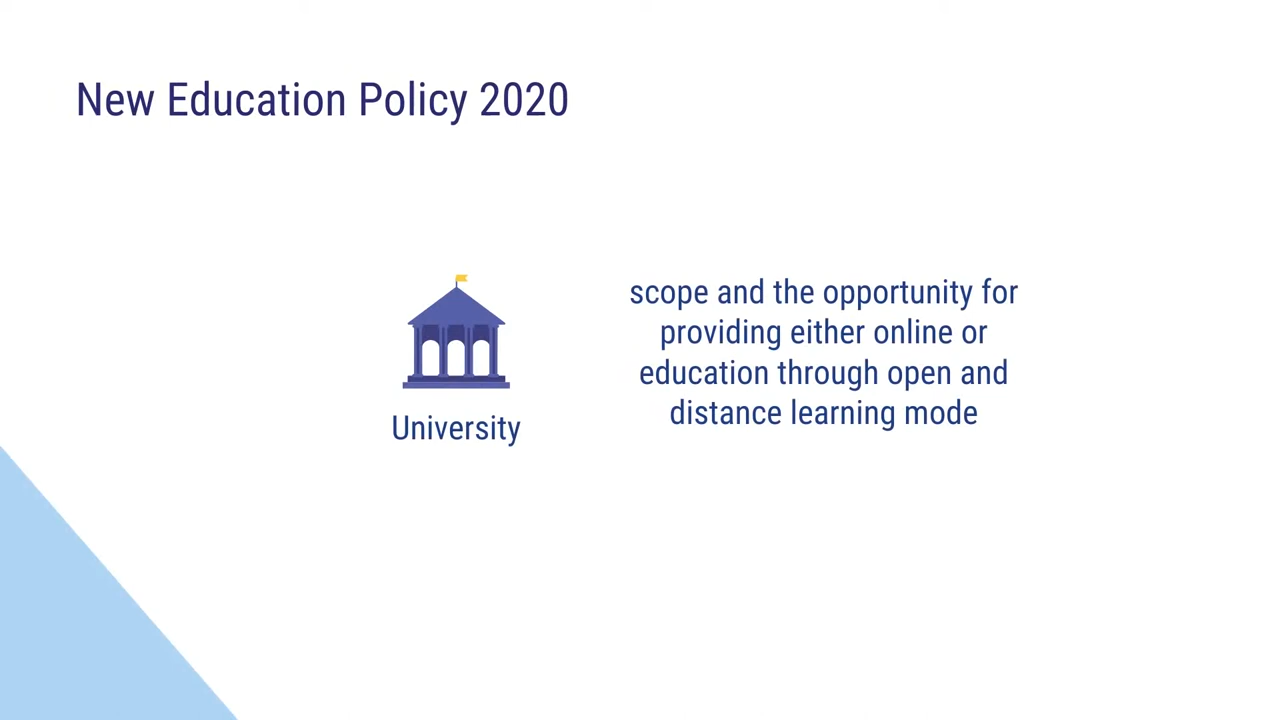 New Education Policy 2020
scope and the opportunity for
providing either online or
education through open and
distance learning mode
University